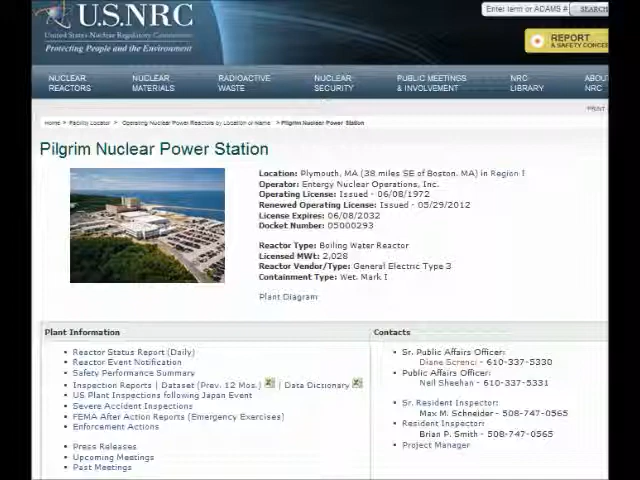 U.S.NRC
United States Nuclear Regulatory Commission
Protecting People and the Environment
Enter term or ADAMS #
SEARCH
REPORT
A SAFETY CONCE
NUCLEAR REACTORS
NUCLEAR MATERIALS
RADIOACTIVE WASTE
NUCLEAR SECURITY
PUBLIC MEETINGS & INVOLVEMENT
NRC LIBRARY
ABOU NRC
PRINT
Home > Facility Locator > Operating Nuclear Power Reactors by Location or Name > Pilgrim Nuclear Power Station
Pilgrim Nuclear Power Station
Location: Plymouth, MA (38 miles SE of Boston, MA) in Region I
Operator: Entergy Nuclear Operations, Inc.
Operating License: Issued - 06/08/1972
Renewed Operating License: Issued - 05/29/2012
License Expires: 06/08/2032
Docket Number: 05000293
Reactor Type: Boiling Water Reactor
Licensed MWt: 2,028
Reactor Vendor/Type: General Electric Type 3
Containment Type: Wet, Mark I
Plant Diagram
Plant Information
Reactor Status Report (Daily)
Reactor Event Notification
Safety Performance Summary
Inspection Reports | Dataset (Prev. 12 Mos.) | Data Dictionary
US Plant Inspections following Japan Event
Severe Accident Inspections
FEMA After Action Reports (Emergency Exercises)
Enforcement Actions
Press Releases
Upcoming Meetings
Past Meetings
Contacts
Sr. Public Affairs Officer:
Diane Screnci - 610-337-5330
Public Affairs Officer:
Neil Sheehan - 610-337-5331
Sr. Resident Inspector:
Max M. Schneider - 508-747-0565
Resident Inspector:
Brian P. Smith - 508-747-0565
Project Manager